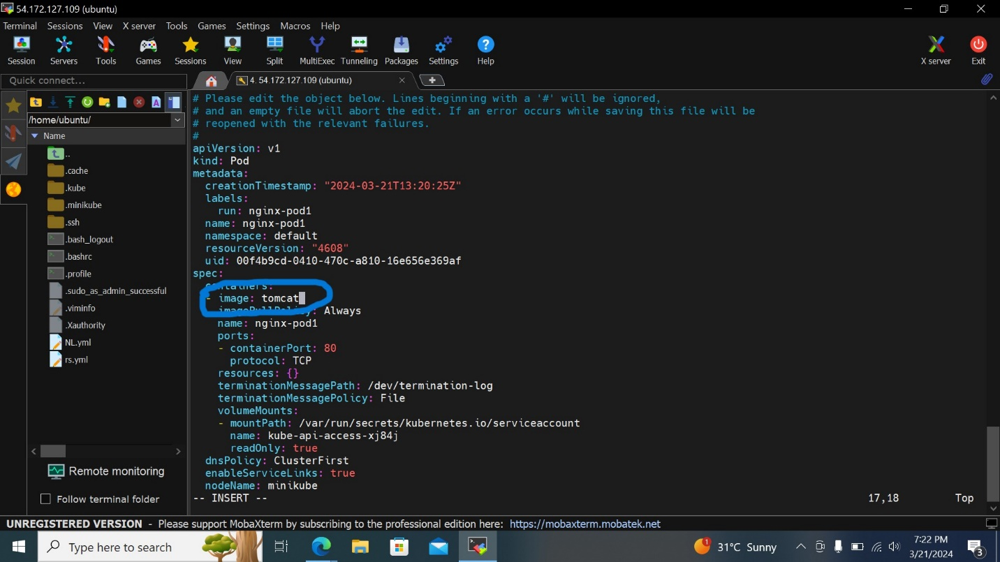 54.172.127.109 (ubuntu)
Terminal Sessions View X server Tools Games Settings Macros Help
Session Servers Tools Games Sessions View Split MultiExec Tunneling Packages Settings Help X server Exit
Quick connect...
4. 54.172.127.109 (ubuntu)
/home/ubuntu/
Name
..
.cache
.kube
.minikube
.ssh
.bash_logout
.bashrc
.profile
.sudo_as_admin_successful
.viminfo
.Xauthority
NL.yml
rs.yml
Remote monitoring
Follow terminal folder
# Please edit the object below. Lines beginning with a '#' will be ignored,
# and an empty file will abort the edit. If an error occurs while saving this file will be
# reopened with the relevant failures.
#
apiVersion: v1
kind: Pod
metadata:
  creationTimestamp: "2024-03-21T13:20:25Z"
  labels:
    run: nginx-pod1
  name: nginx-pod1
  namespace: default
  resourceVersion: "4608"
  uid: 00f4b9cd-0410-470c-a810-16e656e369af
spec:
  containers:
  - image: tomcat
    imagePullPolicy: Always
    name: nginx-pod1
    ports:
    - containerPort: 80
      protocol: TCP
    resources: {}
    terminationMessagePath: /dev/termination-log
    terminationMessagePolicy: File
    volumeMounts:
    - mountPath: /var/run/secrets/kubernetes.io/serviceaccount
      name: kube-api-access-xj84j
      readOnly: true
  dnsPolicy: ClusterFirst
  enableServiceLinks: true
  nodeName: minikube
-- INSERT -- 17,18 Top
UNREGISTERED VERSION - Please support MobaXterm by subscribing to the professional edition here: https://mobaxterm.mobatek.net
Type here to search
1
31°C Sunny
7:22 PM
3/21/2024
3